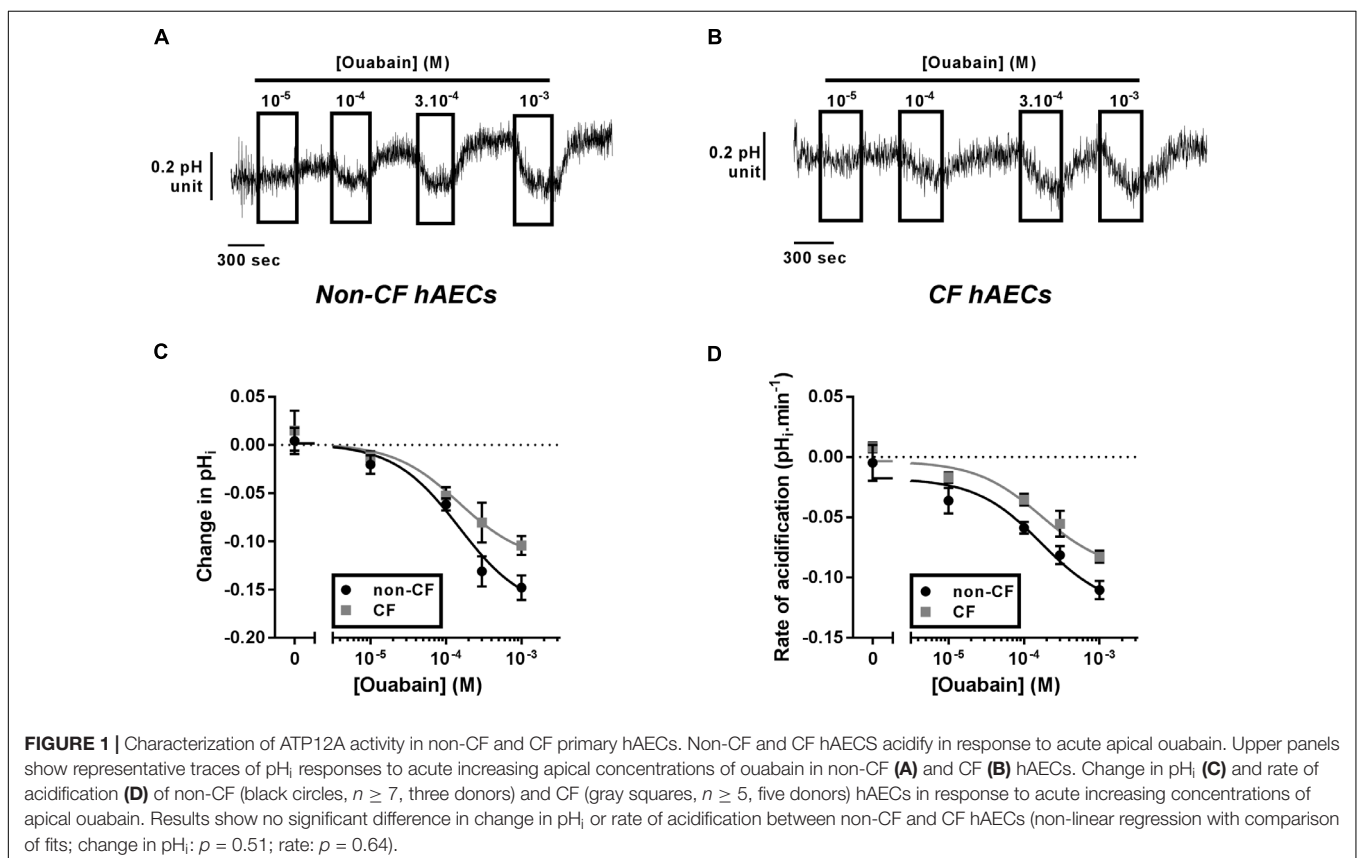 A
[Ouabain] (M)
10⁻⁵ 10⁻⁴ 3.10⁻⁴ 10⁻³
0.2 pH
unit
300 sec
Non-CF hAECs
B
[Ouabain] (M)
10⁻⁵ 10⁻⁴ 3.10⁻⁴ 10⁻³
0.2 pH
unit
300 sec
CF hAECs
C
Change in pHᵢ
0.05
0.00
-0.05
-0.10
-0.15
-0.20
non-CF
CF
0 10⁻⁵ 10⁻⁴ 10⁻³
[Ouabain] (M)
D
Rate of acidification (pHᵢ.min⁻¹)
0.05
0.00
-0.05
-0.10
-0.15
non-CF
CF
0 10⁻⁵ 10⁻⁴ 10⁻³
[Ouabain] (M)
FIGURE 1 | Characterization of ATP12A activity in non-CF and CF primary hAECs. Non-CF and CF hAECS acidify in response to acute apical ouabain. Upper panels
show representative traces of pHᵢ responses to acute increasing apical concentrations of ouabain in non-CF (A) and CF (B) hAECs. Change in pHᵢ (C) and rate of
acidification (D) of non-CF (black circles, n ≥ 7, three donors) and CF (gray squares, n ≥ 5, five donors) hAECs in response to acute increasing concentrations of
apical ouabain. Results show no significant difference in change in pHᵢ or rate of acidification between non-CF and CF hAECs (non-linear regression with comparison
of fits; change in pHᵢ: p = 0.51; rate: p = 0.64).